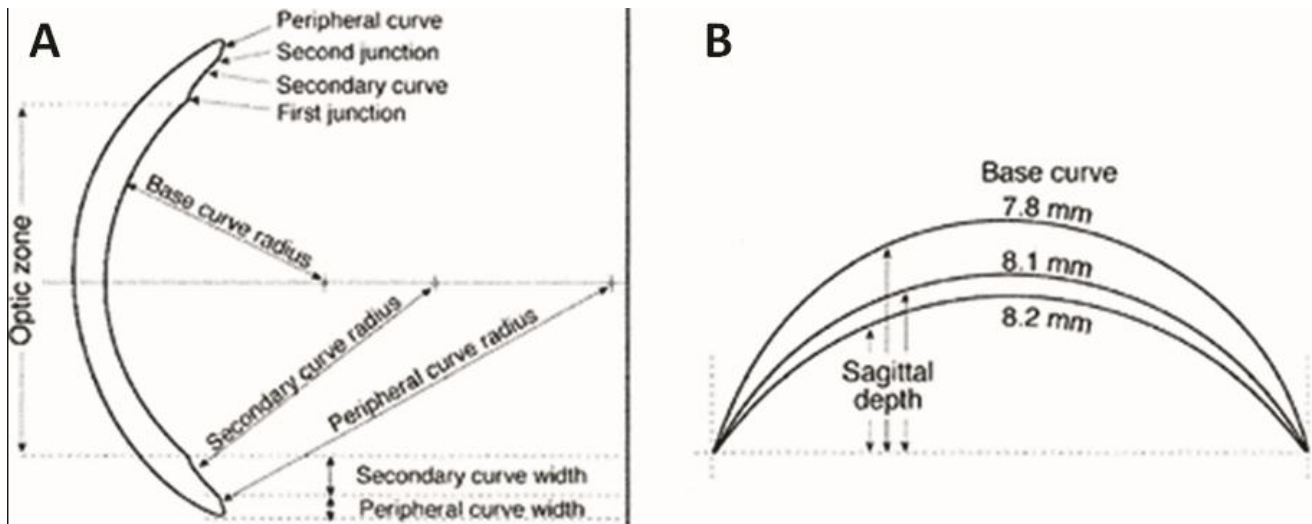 A
Peripheral curve
Second junction
Secondary curve
First junction
Optic zone
Base curve radius
Secondary curve radius
Peripheral curve radius
Secondary curve width
Peripheral curve width
B
Base curve
7.8 mm
8.1 mm
8.2 mm
Sagittal
depth